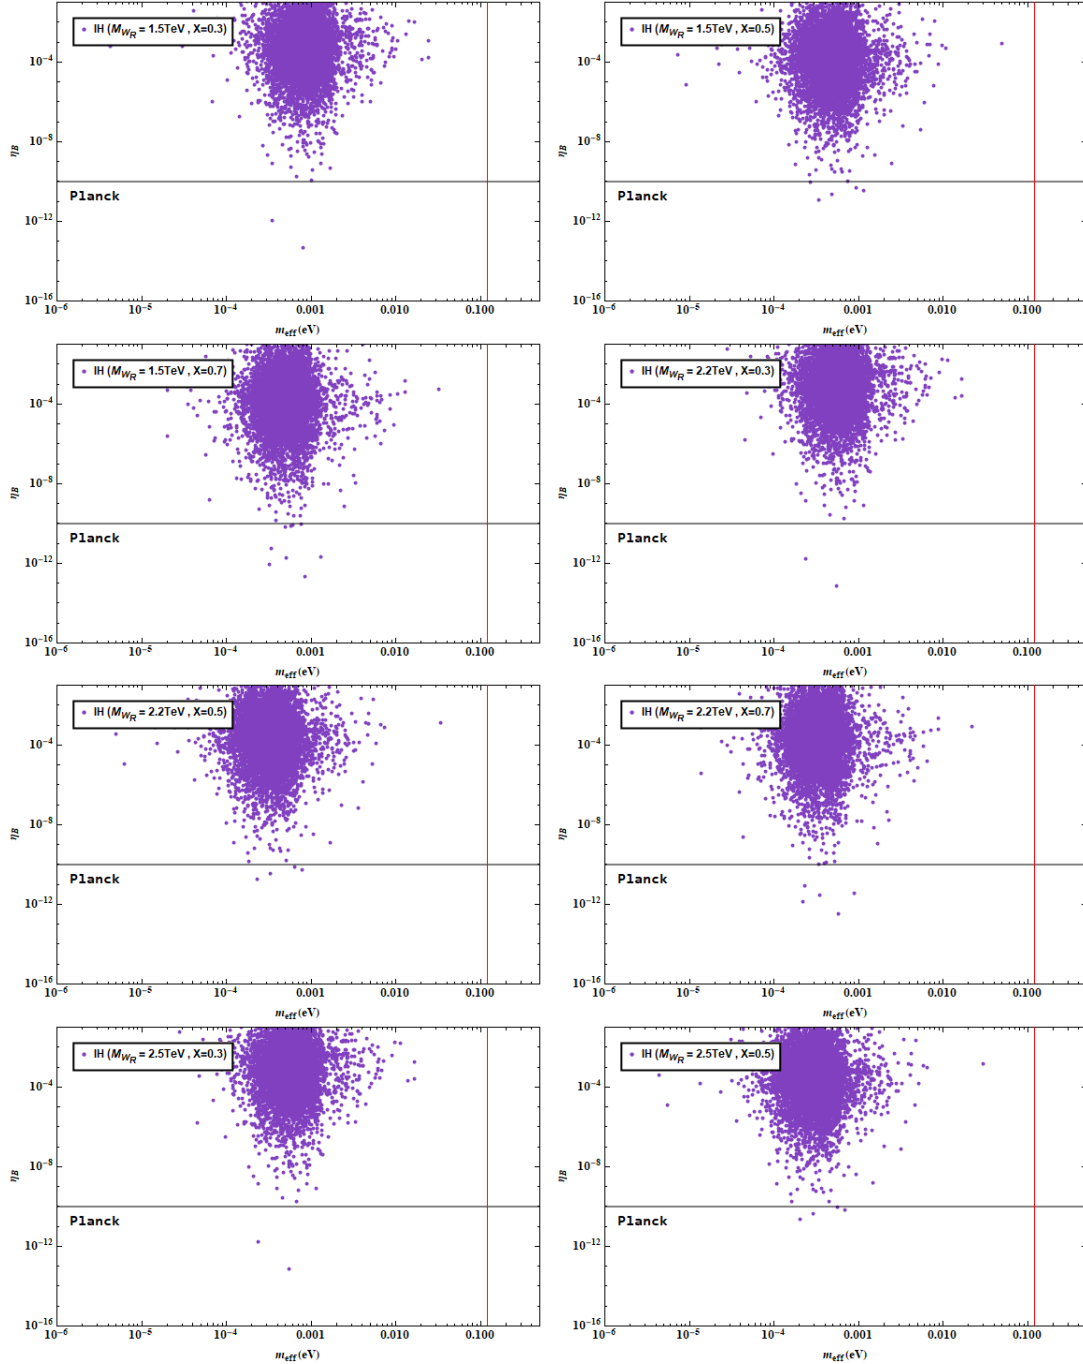 IH (M_{W_R} = 1.5TeV , X=0.3)
10^{-4}
10^{-8}
η_B
Planck
10^{-12}
10^{-16}
10^{-6} 10^{-5} 10^{-4} 0.001 0.010 0.100
m_{eff}(eV)
IH (M_{W_R} = 1.5TeV , X=0.5)
10^{-4}
10^{-8}
η_B
Planck
10^{-12}
10^{-16}
10^{-6} 10^{-5} 10^{-4} 0.001 0.010 0.100
m_{eff}(eV)
IH (M_{W_R} = 1.5TeV , X=0.7)
10^{-4}
10^{-8}
η_B
Planck
10^{-12}
10^{-16}
10^{-6} 10^{-5} 10^{-4} 0.001 0.010 0.100
m_{eff}(eV)
IH (M_{W_R} = 2.2TeV , X=0.3)
10^{-4}
10^{-8}
η_B
Planck
10^{-12}
10^{-16}
10^{-6} 10^{-5} 10^{-4} 0.001 0.010 0.100
m_{eff}(eV)
IH (M_{W_R} = 2.2TeV , X=0.5)
10^{-4}
10^{-8}
η_B
Planck
10^{-12}
10^{-16}
10^{-6} 10^{-5} 10^{-4} 0.001 0.010 0.100
m_{eff}(eV)
IH (M_{W_R} = 2.2TeV , X=0.7)
10^{-4}
10^{-8}
η_B
Planck
10^{-12}
10^{-16}
10^{-6} 10^{-5} 10^{-4} 0.001 0.010 0.100
m_{eff}(eV)
IH (M_{W_R} = 2.5TeV , X=0.3)
10^{-4}
10^{-8}
η_B
Planck
10^{-12}
10^{-16}
10^{-6} 10^{-5} 10^{-4} 0.001 0.010 0.100
m_{eff}(eV)
IH (M_{W_R} = 2.5TeV , X=0.5)
10^{-4}
10^{-8}
η_B
Planck
10^{-12}
10^{-16}
10^{-6} 10^{-5} 10^{-4} 0.001 0.010 0.100
m_{eff}(eV)